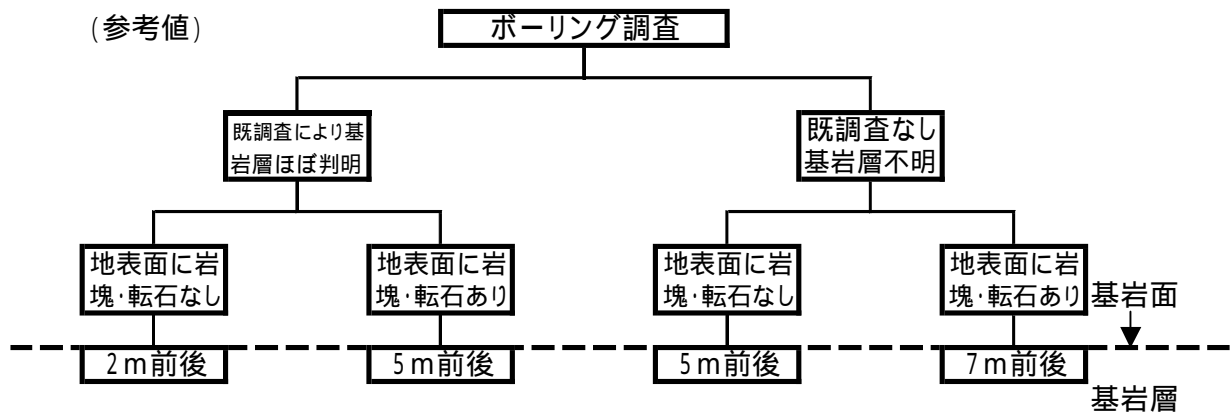 (参考値)
ボーリング調査
既調査により基
岩層ほぼ判明
既調査なし
基岩層不明
地表面に岩
塊・転石なし
地表面に岩
塊・転石あり
地表面に岩
塊・転石なし
地表面に岩
塊・転石あり
基岩面
2m前後
5m前後
5m前後
7m前後
基岩層